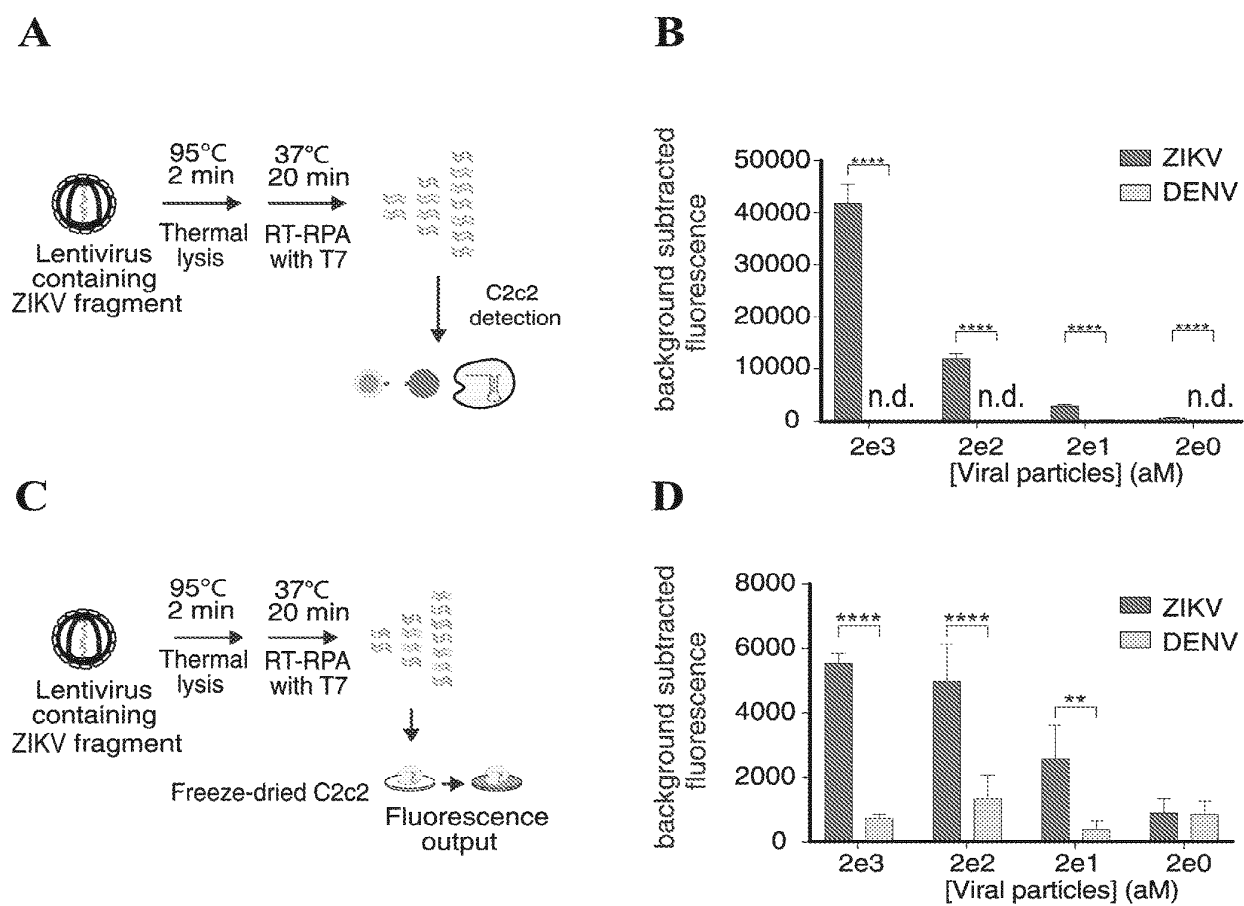 A
95°C
2 min
37°C
20 min
Thermal
lysis
RT-RPA
with T7
Lentivirus
containing
ZIKV fragment
C2c2
detection
B
background subtracted
fluorescence
50000
40000
30000
20000
10000
0
****
****
****
****
n.d.
n.d.
n.d.
ZIKV
DENV
2e3
2e2
2e1
2e0
[Viral particles] (aM)
C
95°C
2 min
37°C
20 min
Thermal
lysis
RT-RPA
with T7
Lentivirus
containing
ZIKV fragment
Freeze-dried C2c2
Fluorescence
output
D
background subtracted
fluorescence
8000
6000
4000
2000
0
****
****
**
ZIKV
DENV
2e3
2e2
2e1
2e0
[Viral particles] (aM)